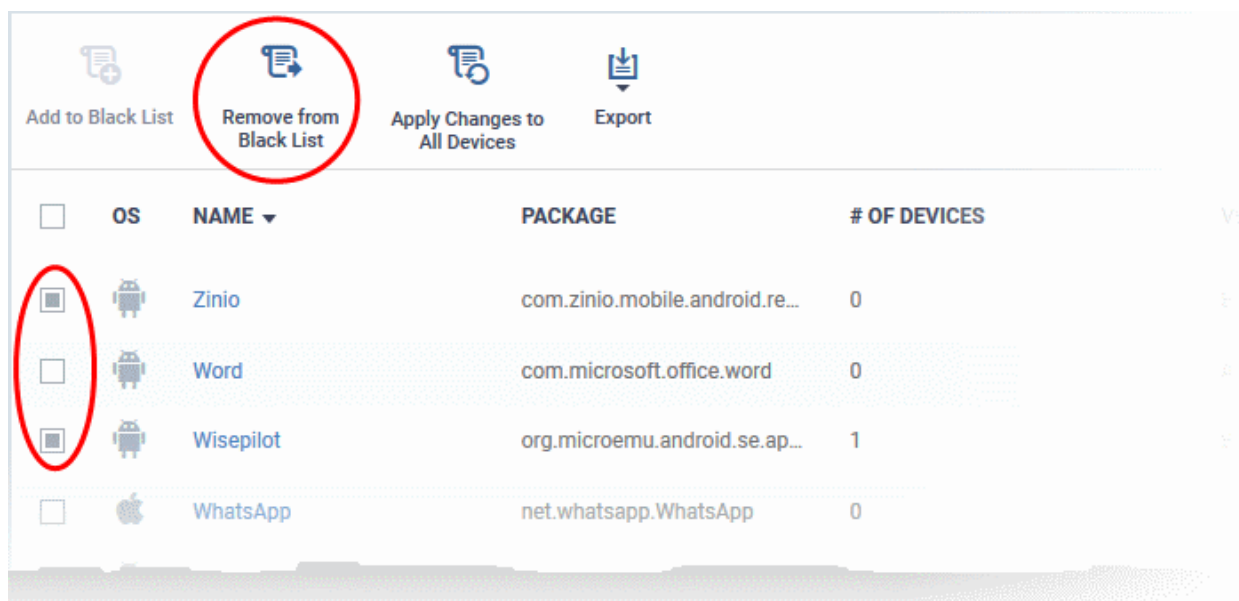 Add to Black List
Remove from
Black List
Apply Changes to
All Devices
Export
OS NAME PACKAGE # OF DEVICES
Zinio com.zinio.mobile.android.re... 0
Word com.microsoft.office.word 0
Wisepilot org.microemu.android.se.ap... 1
WhatsApp net.whatsapp.WhatsApp 0